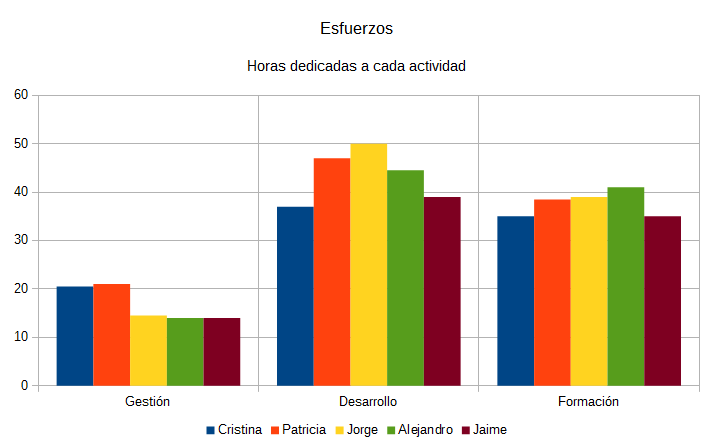 Esfuerzos
Horas dedicadas a cada actividad
60
50
40
30
20
10
0
Gestión Desarrollo Formación
Cristina Patricia Jorge Alejandro Jaime